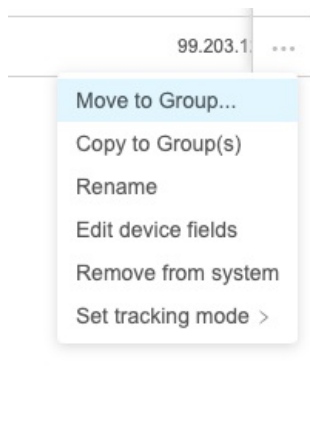 99.203.1
...
Move to Group...
Copy to Group(s)
Rename
Edit device fields
Remove from system
Set tracking mode >